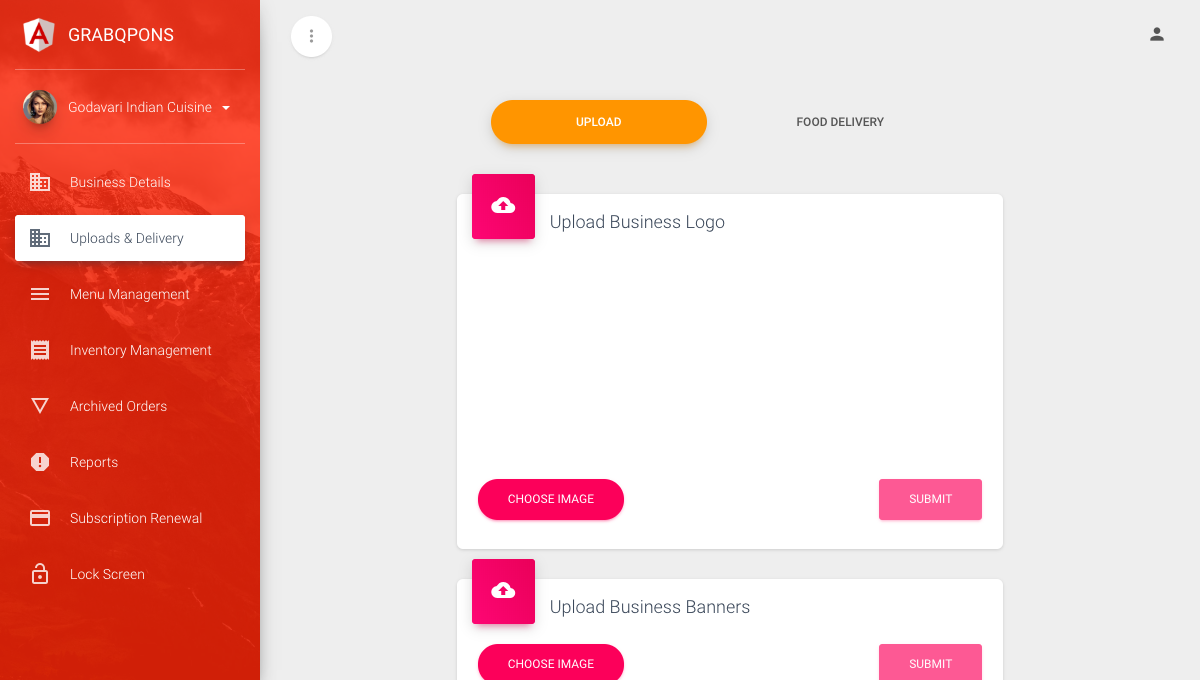 GRABQPONS
Godavari Indian Cuisine
Business Details
Uploads & Delivery
Menu Management
Inventory Management
Archived Orders
Reports
Subscription Renewal
Lock Screen
UPLOAD
FOOD DELIVERY
Upload Business Logo
CHOOSE IMAGE
SUBMIT
Upload Business Banners
CHOOSE IMAGE
SUBMIT